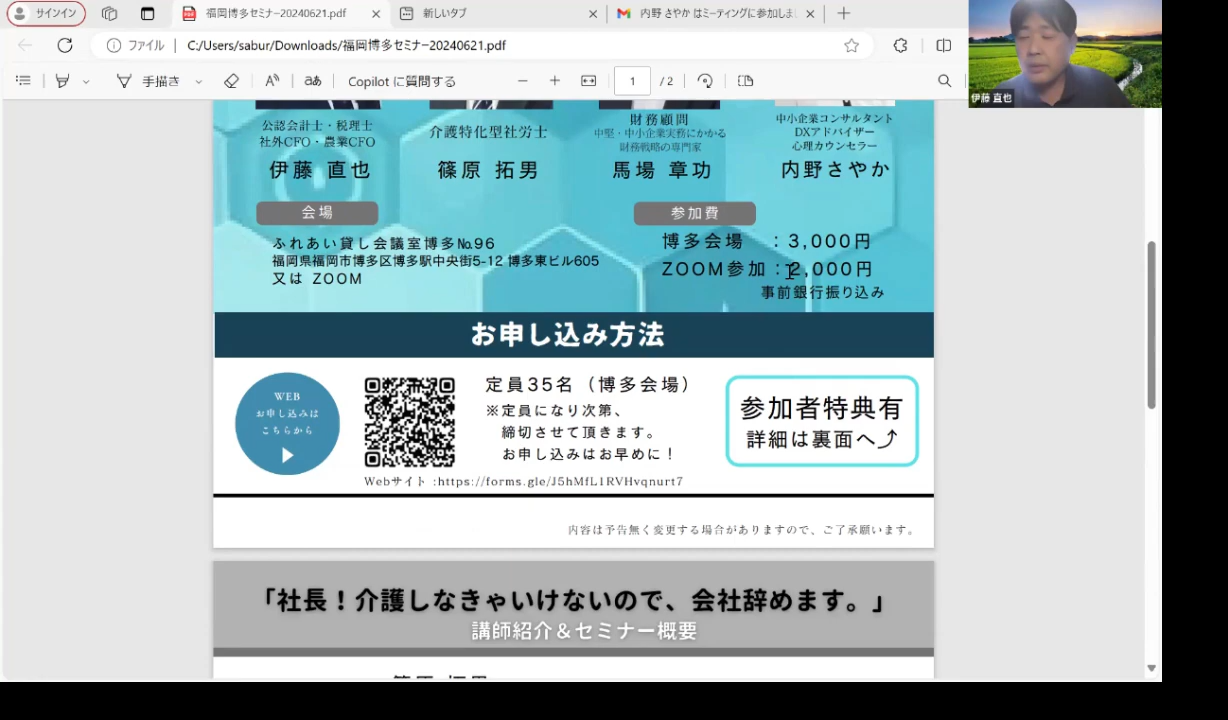 サインイン
福岡博多セミナー20240621.pdf
新しいタブ
内野 さやか はミーティングに参加しま
ファイル
C:/Users/sabur/Downloads/福岡博多セミナー20240621.pdf
手描き
aあ
Copilot に質問する
1
/ 2
伊藤 直也
公認会計士・税理士
社外CFO・農業CFO
伊藤 直也
介護特化型社労士
篠原 拓男
財務顧問
中堅・中小企業実務にかかる
財務戦略の専門家
馬場 章功
中小企業コンサルタント
DXアドバイザー
心理カウンセラー
内野さやか
会場
ふれあい貸し会議室博多№96
福岡県福岡市博多区博多駅中央街5-12 博多東ビル605
又は ZOOM
参加費
博多会場 :3,000円
ZOOM参加:2,000円
事前銀行振り込み
お申し込み方法
WEB
お申し込みは
こちらから
定員35名(博多会場)
※定員になり次第、
締切させて頂きます。
お申し込みはお早めに!
Webサイト :https://forms.gle/J5hMfL1RVHvqnurt7
参加者特典有
詳細は裏面へ⤴
内容は予告無く変更する場合がありますので、ご了承願います。
「社長!介護しなきゃいけないので、会社辞めます。」
講師紹介&セミナー概要